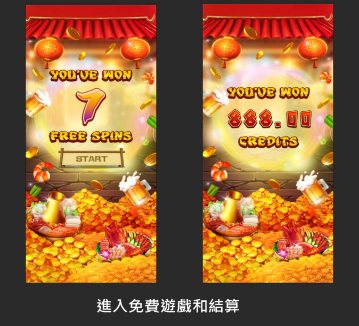 YOU'VE WON
7
FREE SPINS
START
YOU'VE WON
888.00
CREDITS
進入免費遊戲和結算